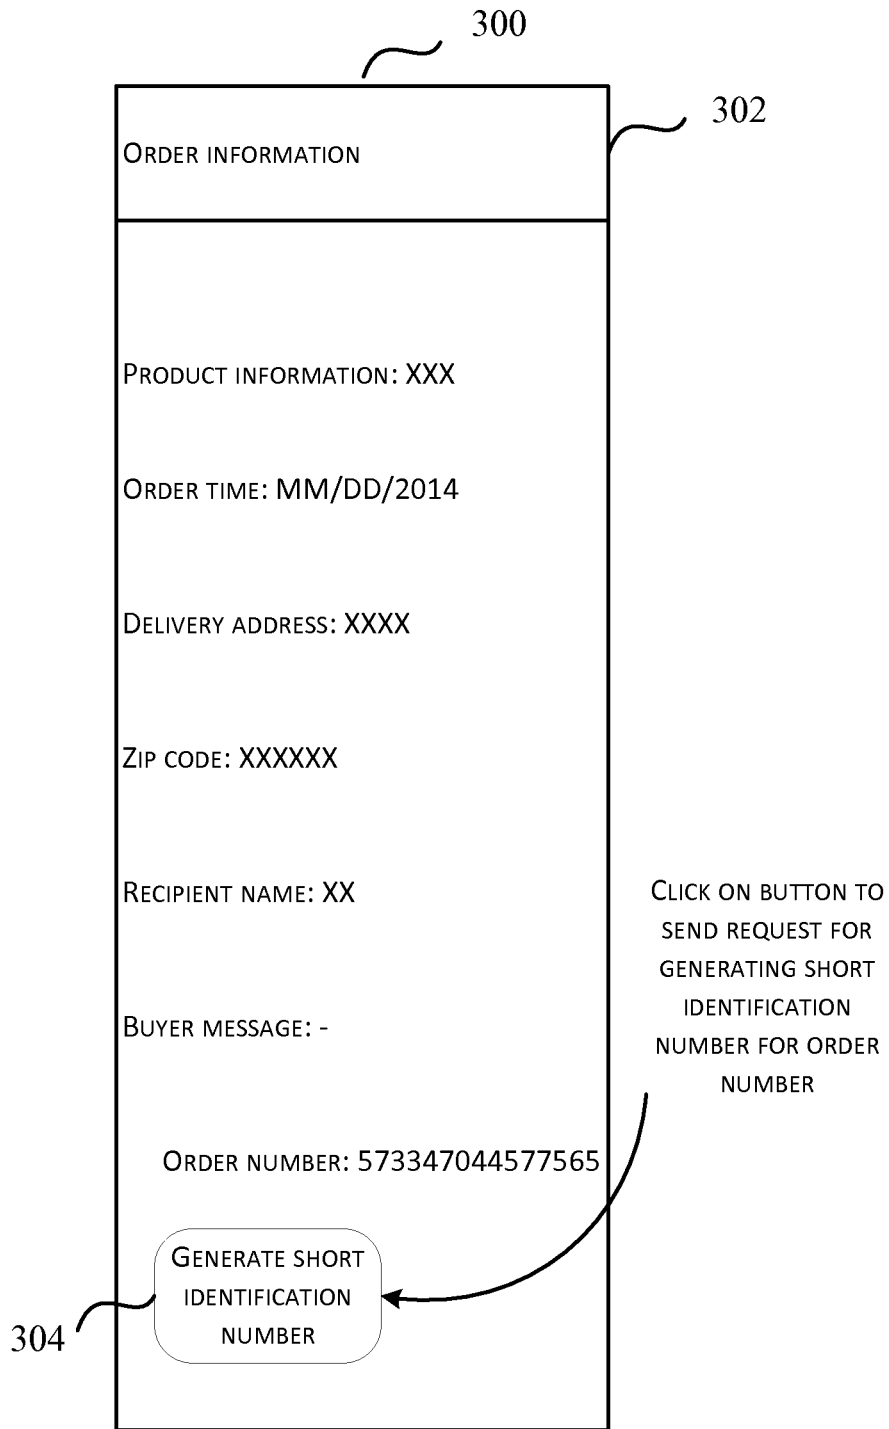 300
302
ORDER INFORMATION
PRODUCT INFORMATION: XXX
ORDER TIME: MM/DD/2014
DELIVERY ADDRESS: XXXX
ZIP CODE: XXXXXX
RECIPIENT NAME: XX
BUYER MESSAGE: -
ORDER NUMBER: 573347044577565
GENERATE SHORT
IDENTIFICATION
NUMBER
304
CLICK ON BUTTON TO
SEND REQUEST FOR
GENERATING SHORT
IDENTIFICATION
NUMBER FOR ORDER
NUMBER